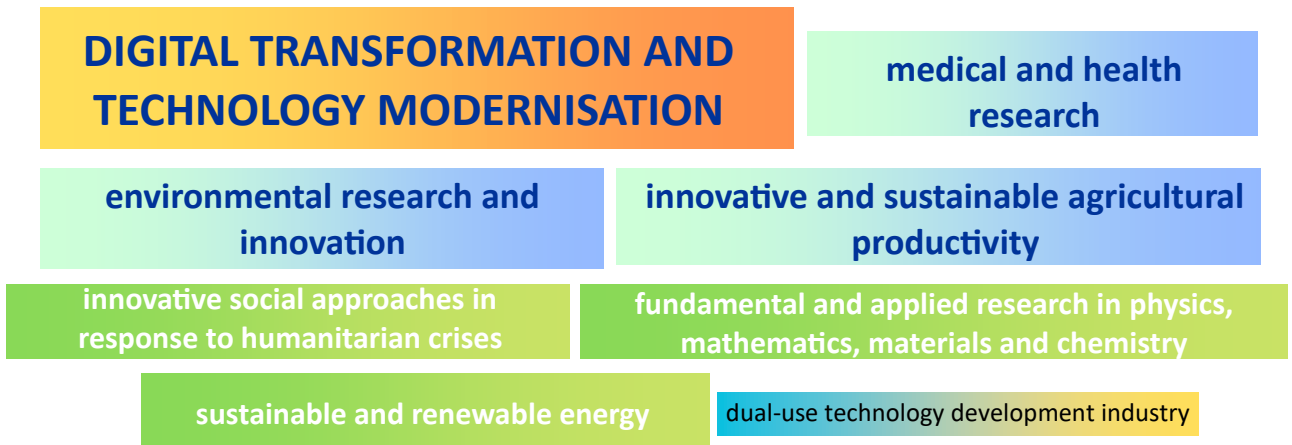 DIGITAL TRANSFORMATION AND
TECHNOLOGY MODERNISATION
medical and health
research
environmental research and
innovation
innovative and sustainable agricultural
productivity
innovative social approaches in
response to humanitarian crises
fundamental and applied research in physics,
mathematics, materials and chemistry
sustainable and renewable energy
dual-use technology development industry